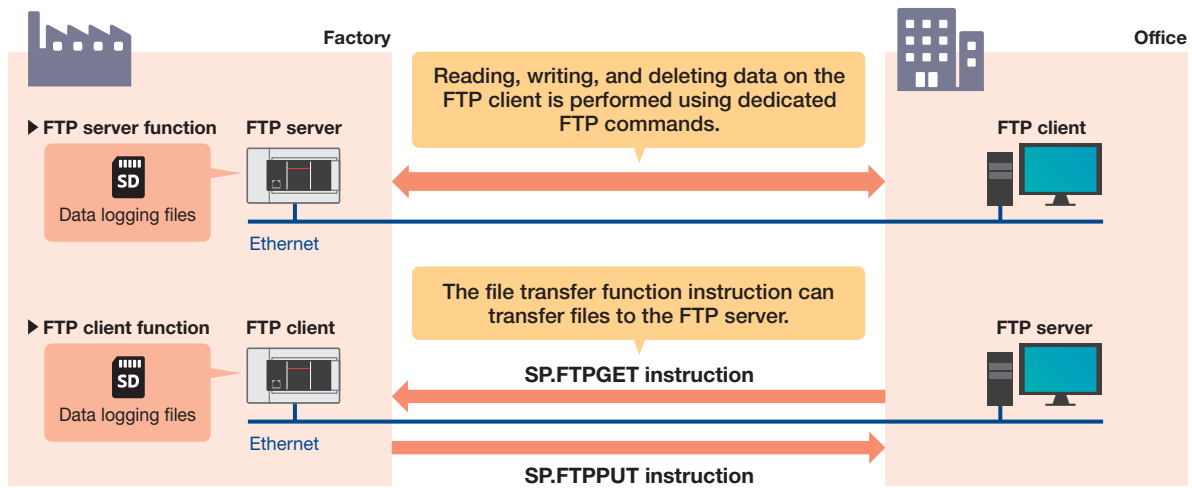 Factory
Office
Reading, writing, and deleting data on the
FTP client is performed using dedicated
FTP commands.
FTP server function
FTP server
FTP client
SD
Data logging files
Ethernet
The file transfer function instruction can
transfer files to the FTP server.
FTP client function
FTP client
FTP server
SD
Data logging files
SP.FTPGET instruction
Ethernet
SP.FTPPUT instruction